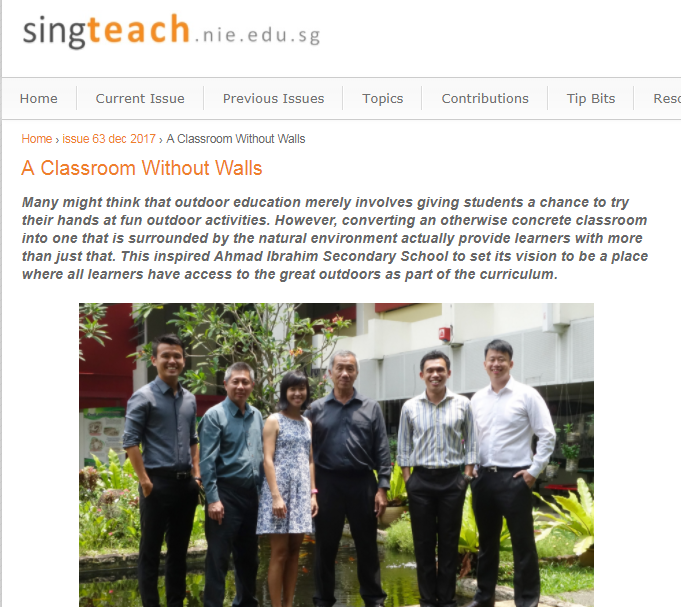 singteach.nie.edu.sg
Home
Current Issue
Previous Issues
Topics
Contributions
Tip Bits
Reso
Home › issue 63 dec 2017 › A Classroom Without Walls
A Classroom Without Walls
Many might think that outdoor education merely involves giving students a chance to try
their hands at fun outdoor activities. However, converting an otherwise concrete classroom
into one that is surrounded by the natural environment actually provide learners with more
than just that. This inspired Ahmad Ibrahim Secondary School to set its vision to be a place
where all learners have access to the great outdoors as part of the curriculum.